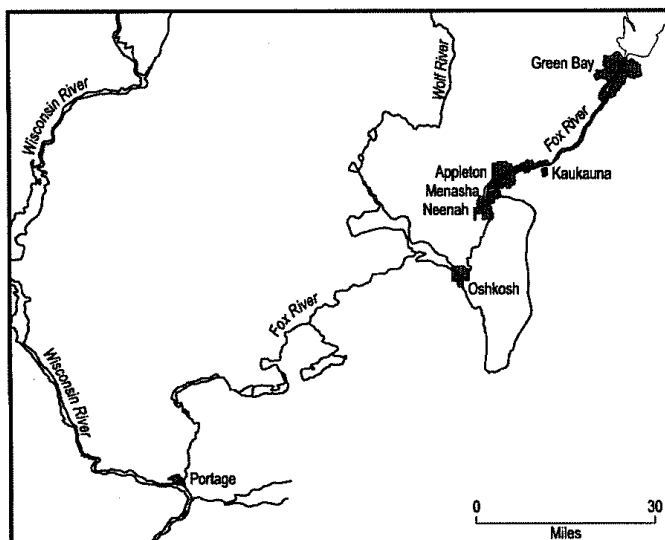 Green Bay
Wolf River
Wisconsin River
Fox River
Appleton
Kaukauna
Menasha
Neenah
Oshkosh
Fox River
Wisconsin River
Portage
0 30
Miles